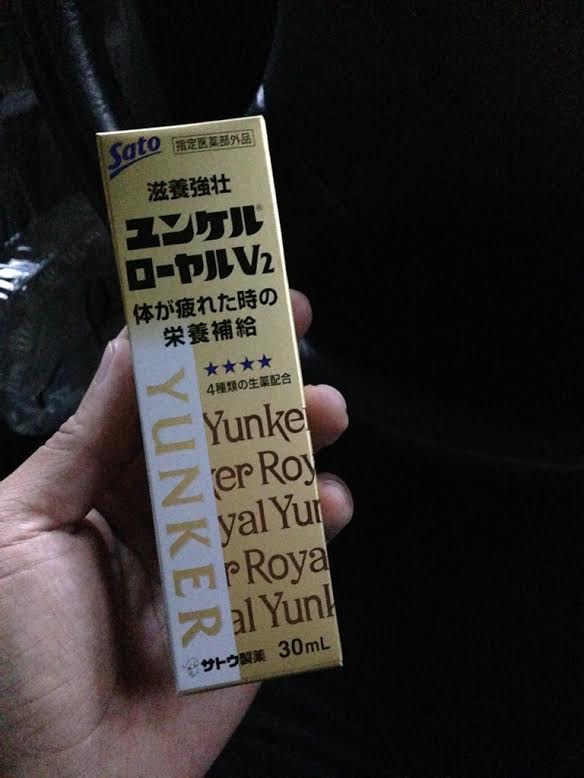 Sato
指定医薬部外品
滋養強壮
ユンケル®
ローヤルV2
体が疲れた時の
栄養補給
★★★★
4種類の生薬配合
YUNKER
Yunke
er Roy
yal Yun
r Roya
al Yunk
サトウ製薬
30mL